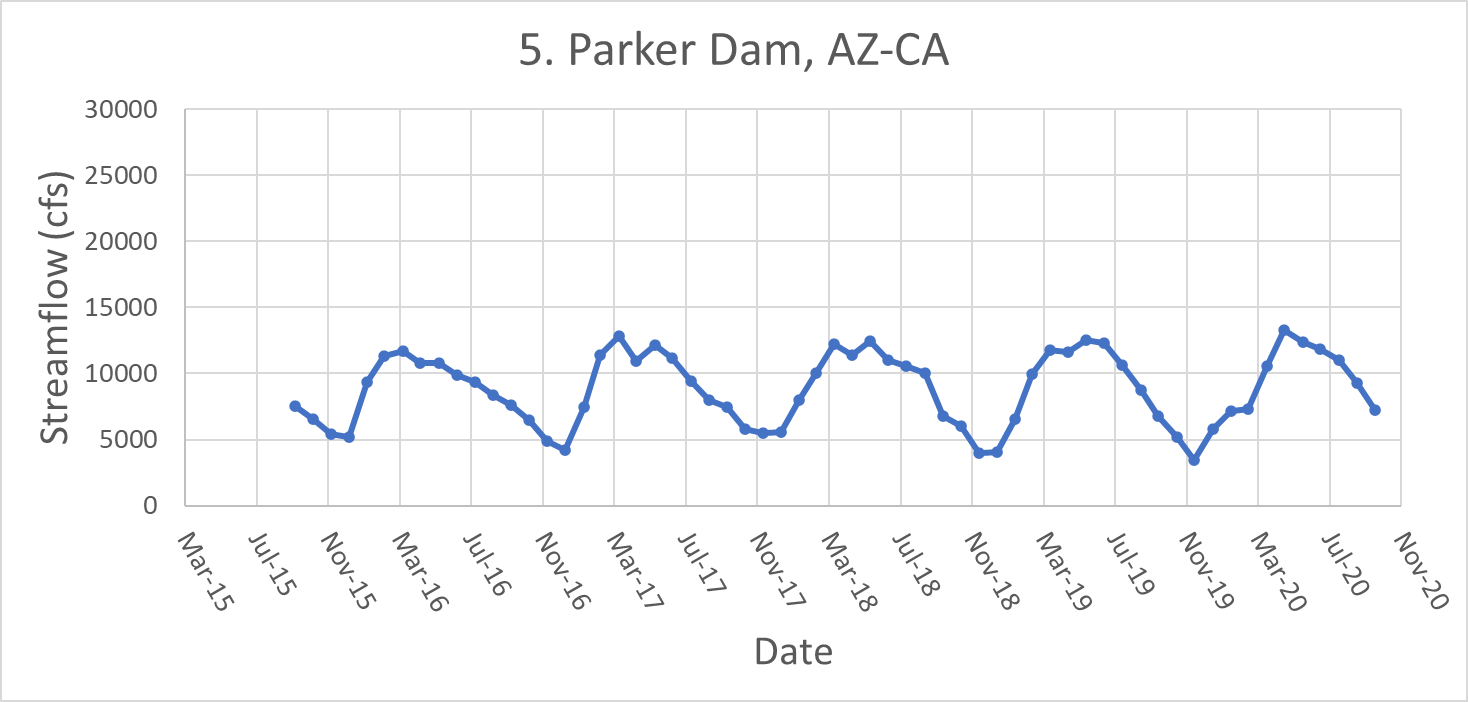 5. Parker Dam, AZ-CA
30000
25000
20000
15000
10000
5000
0
Streamflow (cfs)
Mar-15
Jul-15
Nov-15
Mar-16
Jul-16
Nov-16
Mar-17
Jul-17
Nov-17
Mar-18
Jul-18
Nov-18
Mar-19
Jul-19
Nov-19
Mar-20
Jul-20
Nov-20
Date